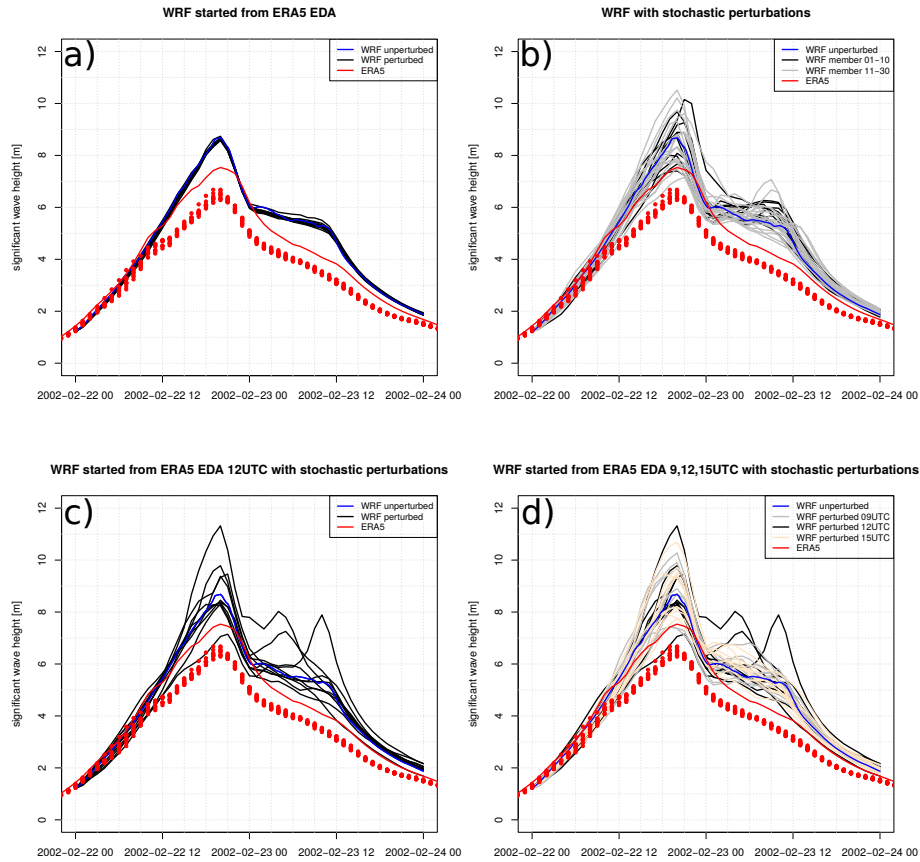 WRF started from ERA5 EDA
a)
WRF unperturbed
WRF perturbed
ERA5
significant wave height [m]
12
10
8
6
4
2
0
2002−02−22 00
2002−02−22 12
2002−02−23 00
2002−02−23 12
2002−02−24 00
WRF with stochastic perturbations
b)
WRF unperturbed
WRF member 01−10
WRF member 11−30
ERA5
significant wave height [m]
12
10
8
6
4
2
0
2002−02−22 00
2002−02−22 12
2002−02−23 00
2002−02−23 12
2002−02−24 00
WRF started from ERA5 EDA 12UTC with stochastic perturbations
c)
WRF unperturbed
WRF perturbed
ERA5
significant wave height [m]
12
10
8
6
4
2
0
2002−02−22 00
2002−02−22 12
2002−02−23 00
2002−02−23 12
2002−02−24 00
WRF started from ERA5 EDA 9,12,15UTC with stochastic perturbations
d)
WRF unperturbed
WRF perturbed 09UTC
WRF perturbed 12UTC
WRF perturbed 15UTC
ERA5
significant wave height [m]
12
10
8
6
4
2
0
2002−02−22 00
2002−02−22 12
2002−02−23 00
2002−02−23 12
2002−02−24 00